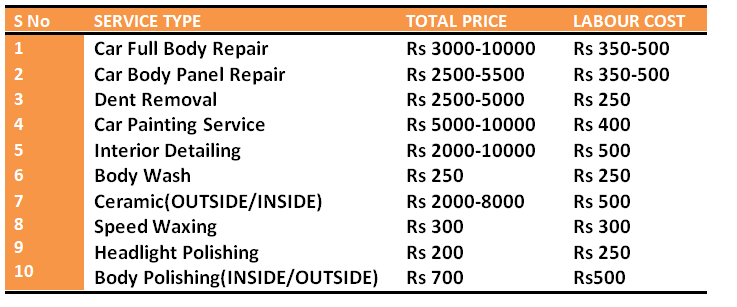 S No SERVICE TYPE TOTAL PRICE LABOUR COST
1 Car Full Body Repair Rs 3000-10000 Rs 350-500
2 Car Body Panel Repair Rs 2500-5500 Rs 350-500
3 Dent Removal Rs 2500-5000 Rs 250
4 Car Painting Service Rs 5000-10000 Rs 400
5 Interior Detailing Rs 2000-10000 Rs 500
6 Body Wash Rs 250 Rs 250
7 Ceramic(OUTSIDE/INSIDE) Rs 2000-8000 Rs 500
8 Speed Waxing Rs 300 Rs 300
9 Headlight Polishing Rs 200 Rs 250
10 Body Polishing(INSIDE/OUTSIDE) Rs 700 Rs500